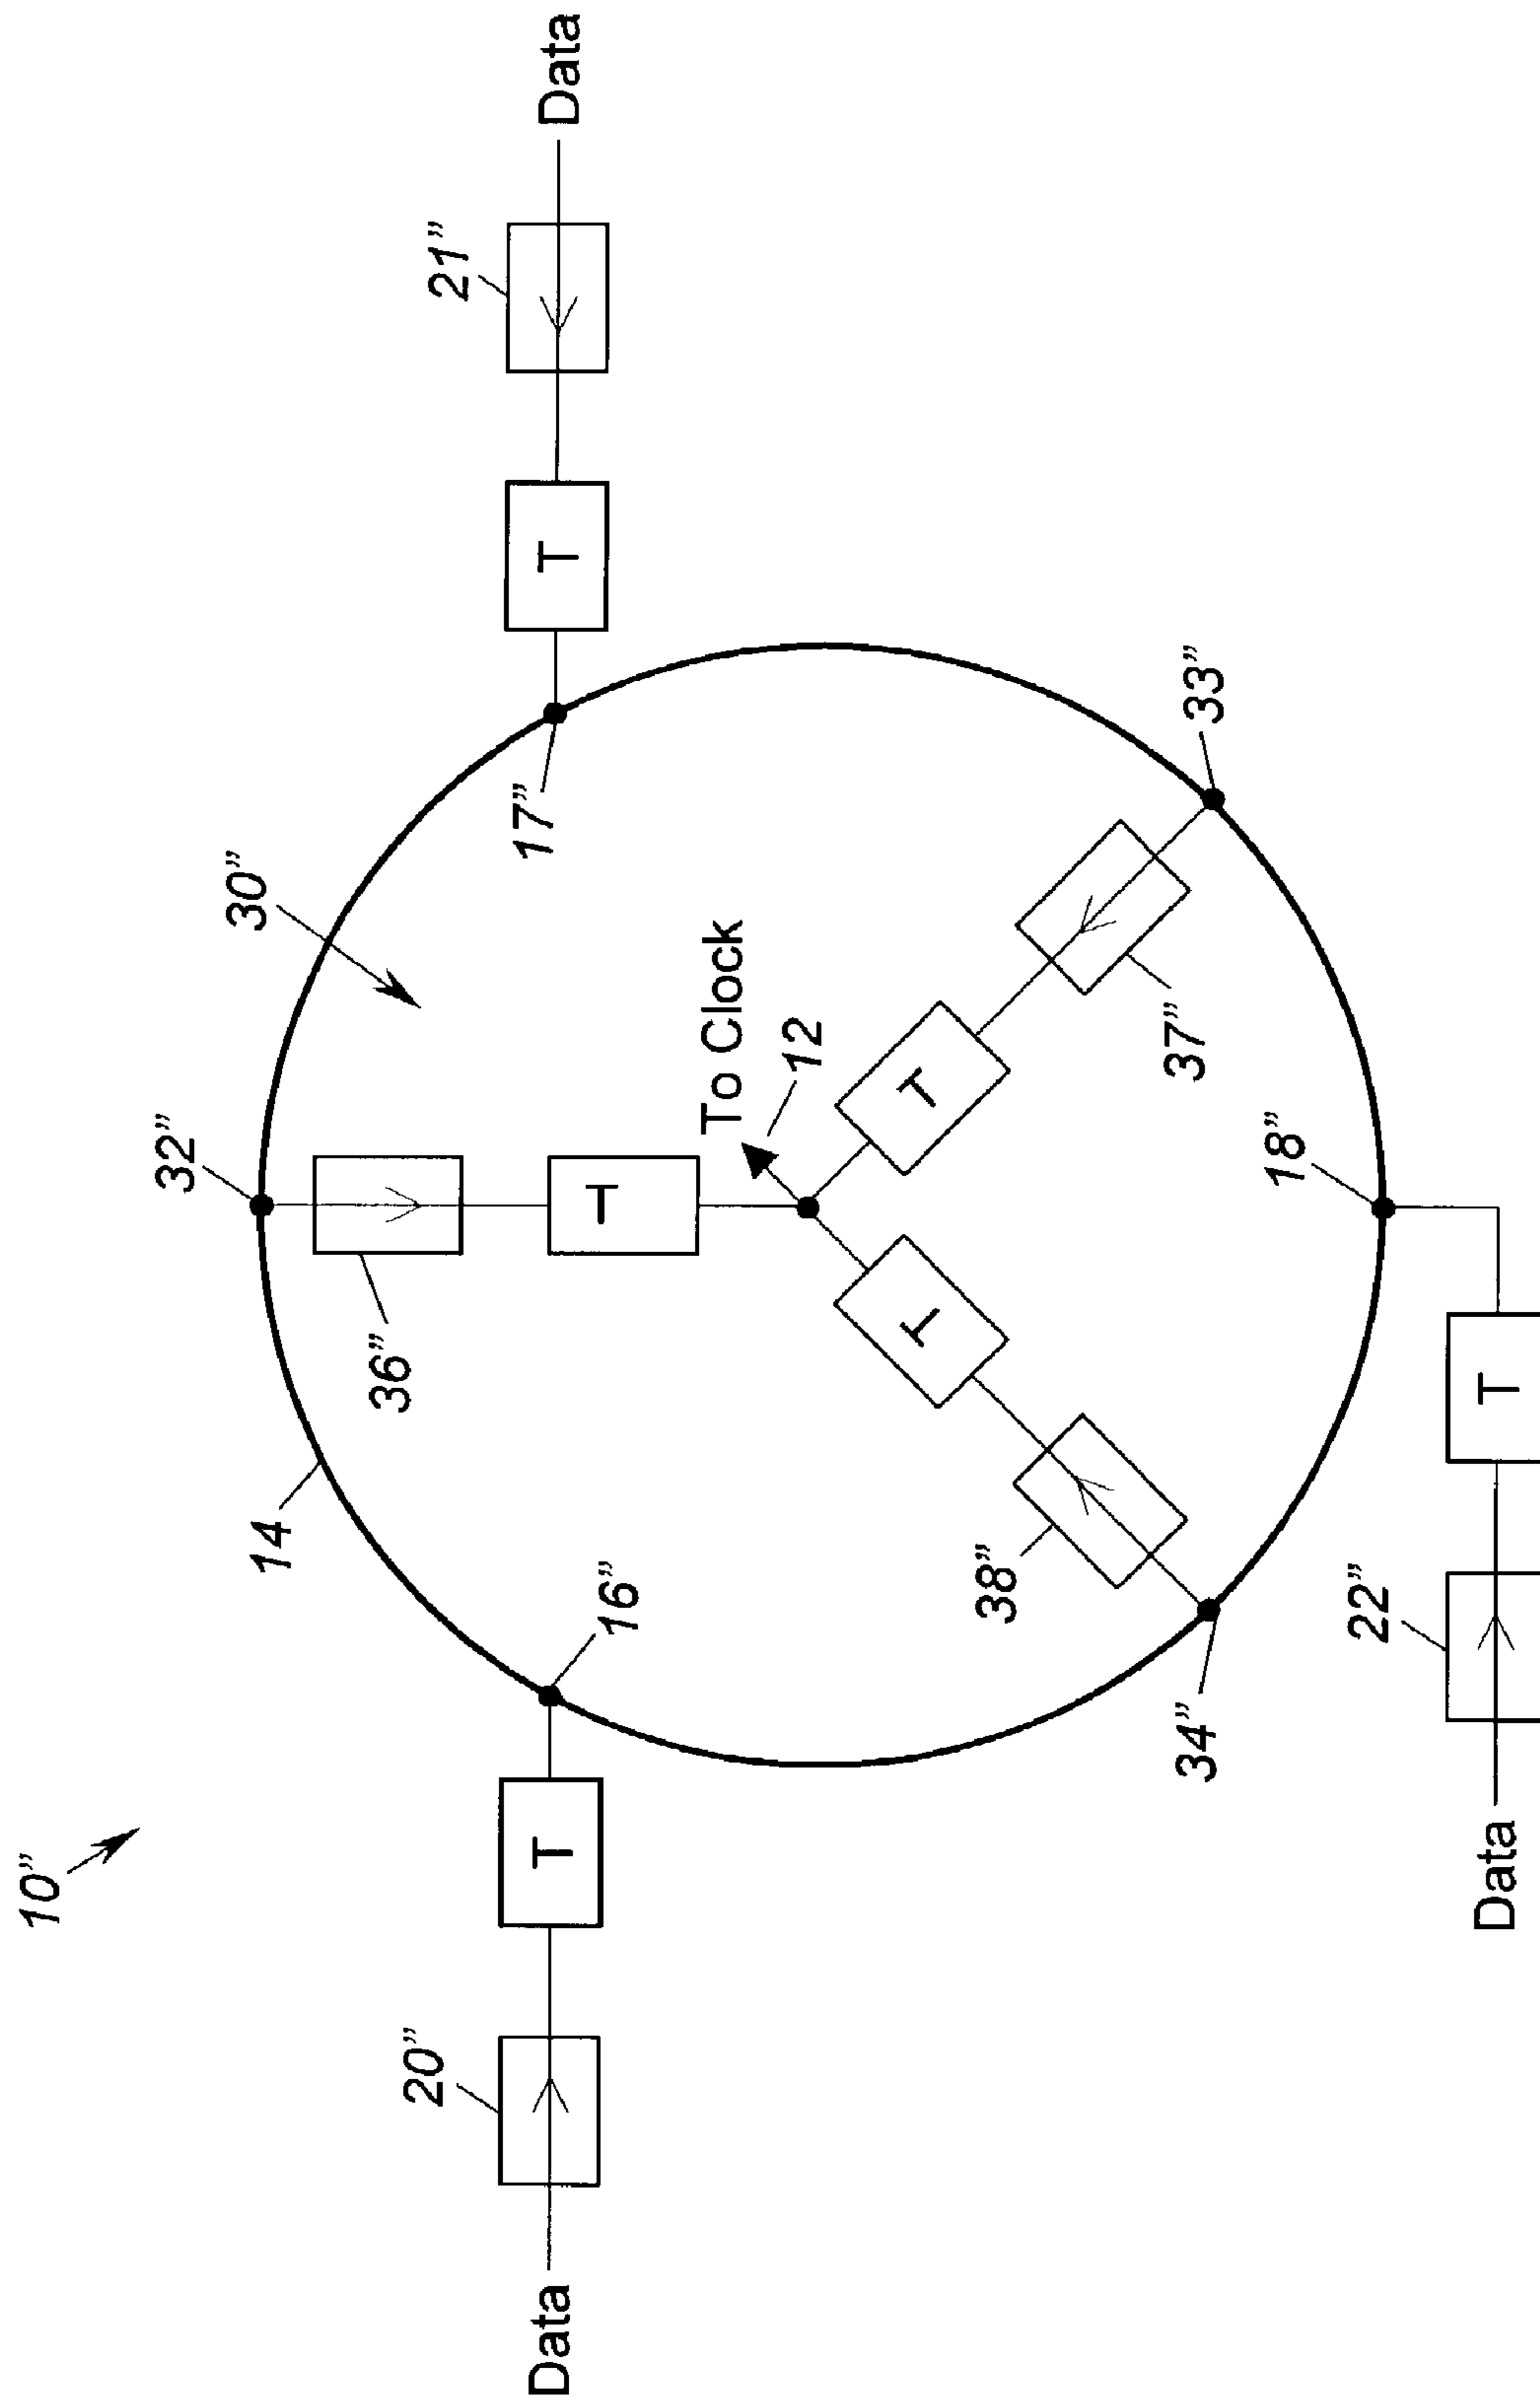 10”
Data
20”
T
16”
14
36”
32”
30”
T
To Clock
12
17”
T
21”
Data
38”
T
T
37”
33”
34”
18”
Data
22”
T